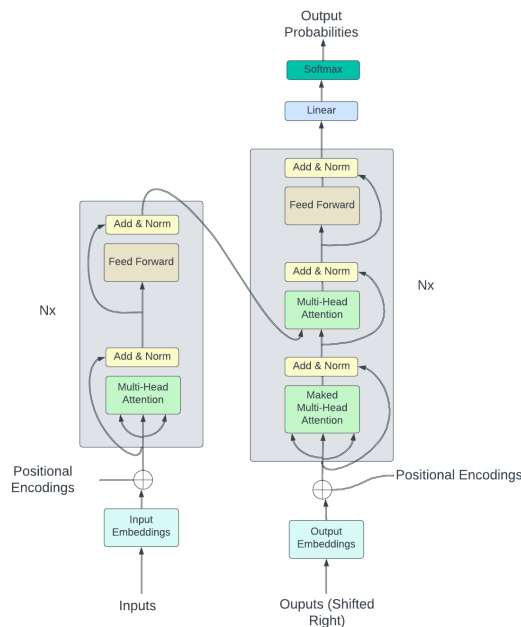 Output
Probabilities
Softmax
Linear
Add & Norm
Feed Forward
Add & Norm
Multi-Head
Attention
Add & Norm
Maked
Multi-Head
Attention
Nx
Positional Encodings
Output
Embeddings
Ouputs (Shifted
Right)
Add & Norm
Feed Forward
Nx
Add & Norm
Multi-Head
Attention
Positional
Encodings
Input
Embeddings
Inputs